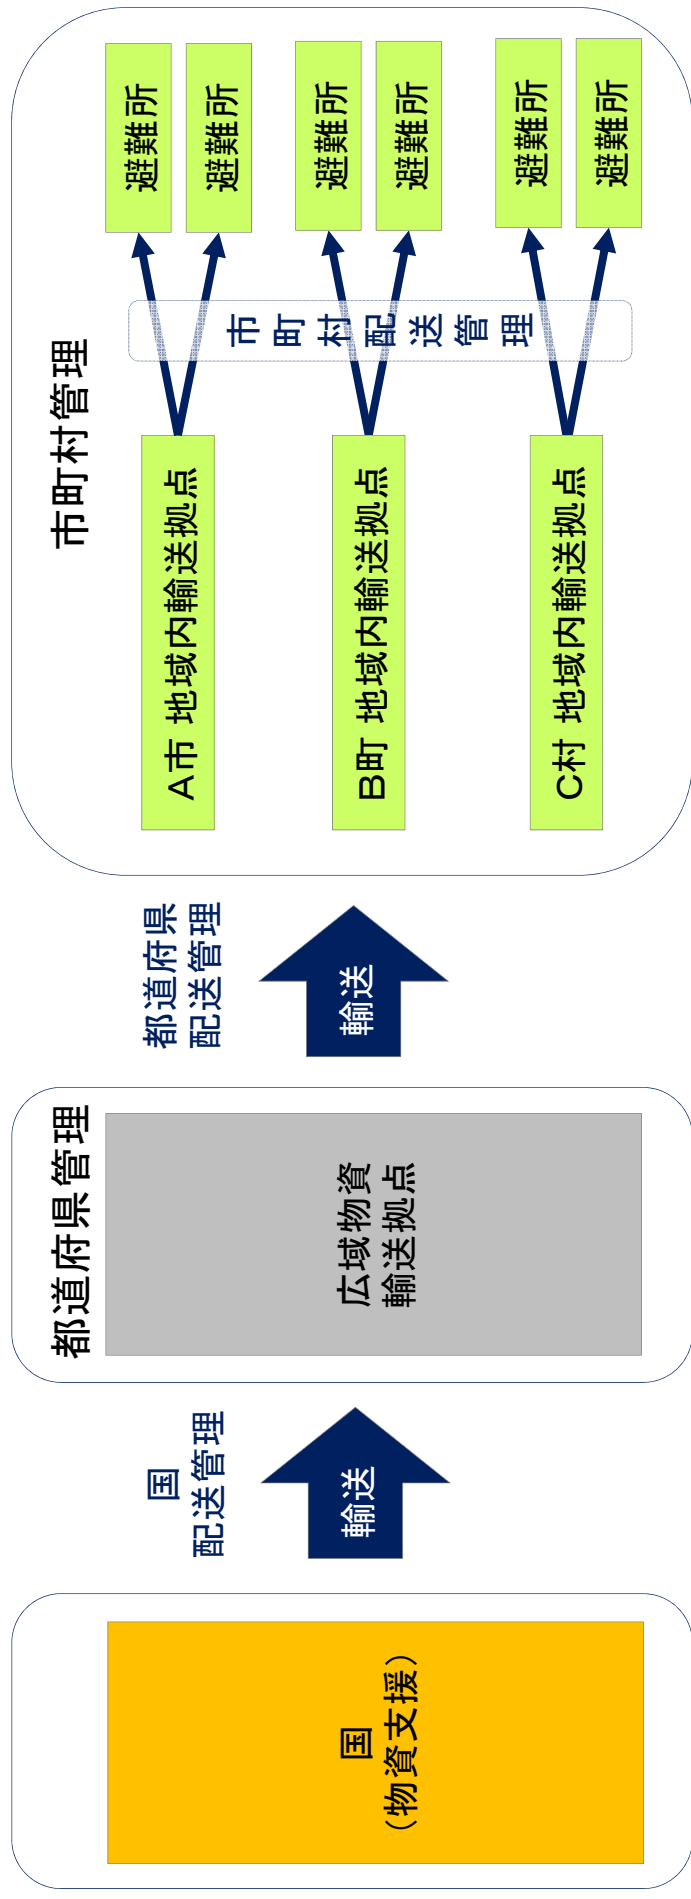 国
（物資支援）
国
配送管理
輸送
都道府県管理
広域物資
輸送拠点
都道府県
配送管理
輸送
市町村管理
A市 地域内輸送拠点
B町 地域内輸送拠点
C村 地域内輸送拠点
市町村配送管理
避難所
避難所
避難所
避難所
避難所
避難所